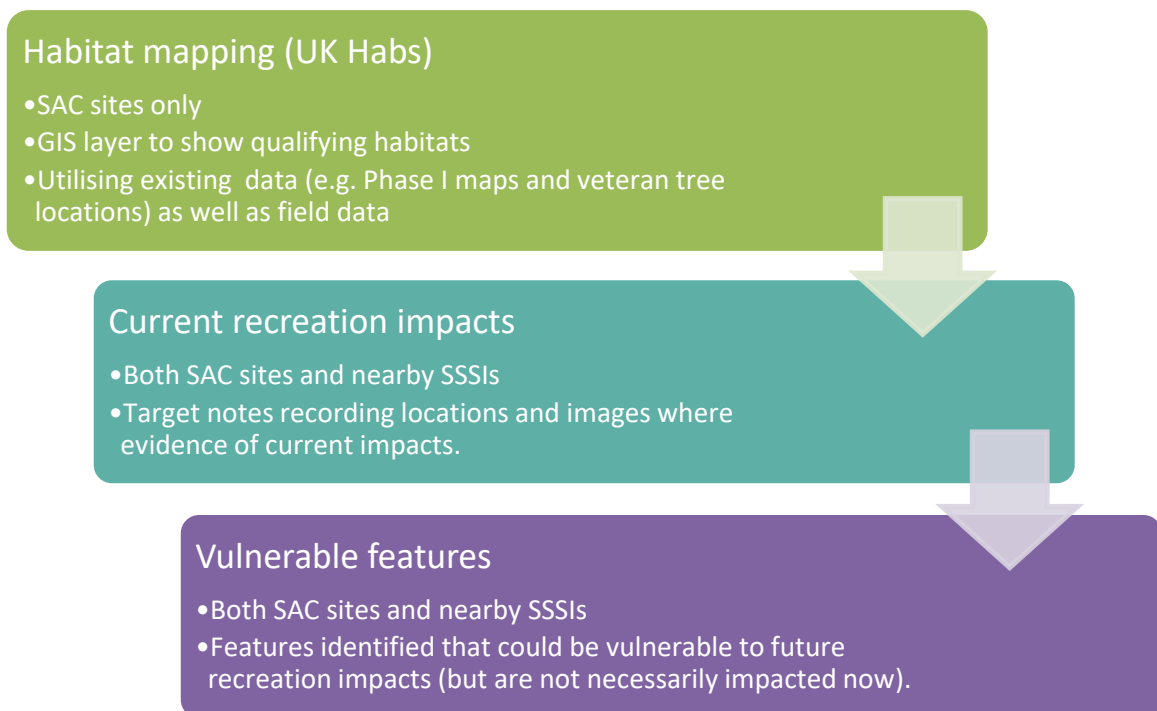 Habitat mapping (UK Habs)
•SAC sites only
•GIS layer to show qualifying habitats
•Utilising existing  data (e.g. Phase I maps and veteran tree
locations) as well as field data
Current recreation impacts
•Both SAC sites and nearby SSSIs
•Target notes recording locations and images where
evidence of current impacts.
Vulnerable features
•Both SAC sites and nearby SSSIs
•Features identified that could be vulnerable to future
recreation impacts (but are not necessarily impacted now).